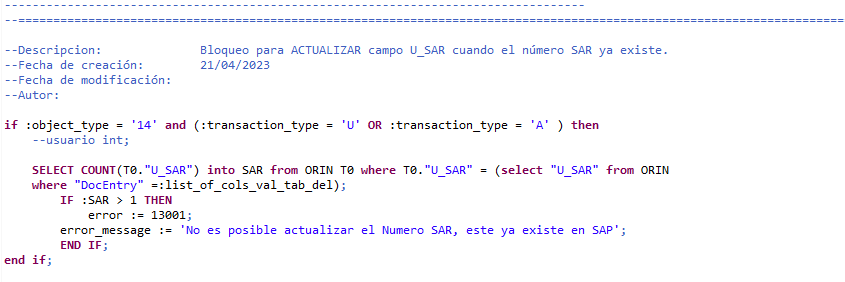 --------------------------------------------------------------------------------
--==================================================================================================================
--Descripcion: Bloqueo para ACTUALIZAR campo U_SAR cuando el número SAR ya existe.
--Fecha de creación: 21/04/2023
--Fecha de modificación:
--Autor:
if :object_type = '14' and (:transaction_type = 'U' OR :transaction_type = 'A' ) then
--usuario int;
SELECT COUNT(T0."U_SAR") into SAR from ORIN T0 where T0."U_SAR" = (select "U_SAR" from ORIN
where "DocEntry" =:list_of_cols_val_tab_del);
IF :SAR > 1 THEN
error := 13001;
error_message := 'No es posible actualizar el Numero SAR, este ya existe en SAP';
END IF;
end if;